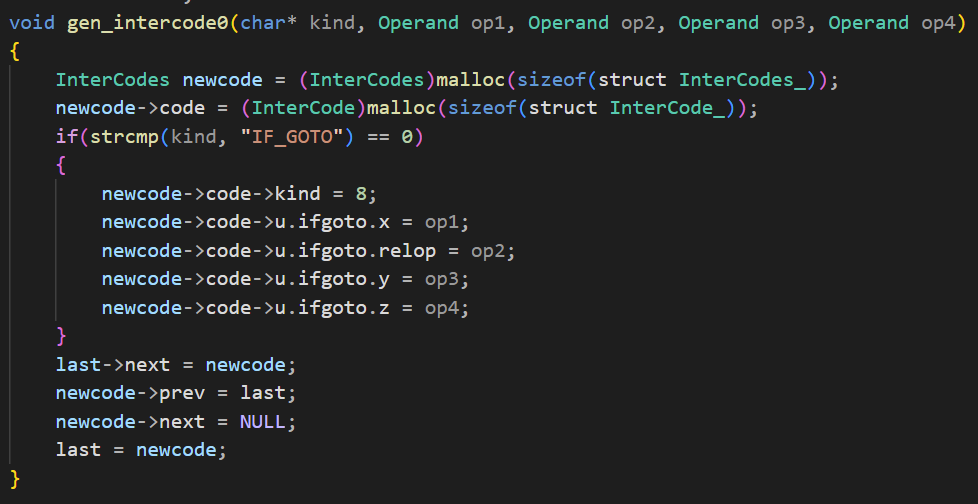 void gen_intercode0(char* kind, Operand op1, Operand op2, Operand op3, Operand op4)
{
    InterCodes newcode = (InterCodes)malloc(sizeof(struct InterCodes_));
    newcode->code = (InterCode)malloc(sizeof(struct InterCode_));
    if(strcmp(kind, "IF_GOTO") == 0)
    {
        newcode->code->kind = 8;
        newcode->code->u.ifgoto.x = op1;
        newcode->code->u.ifgoto.relop = op2;
        newcode->code->u.ifgoto.y = op3;
        newcode->code->u.ifgoto.z = op4;
    }
    last->next = newcode;
    newcode->prev = last;
    newcode->next = NULL;
    last = newcode;
}